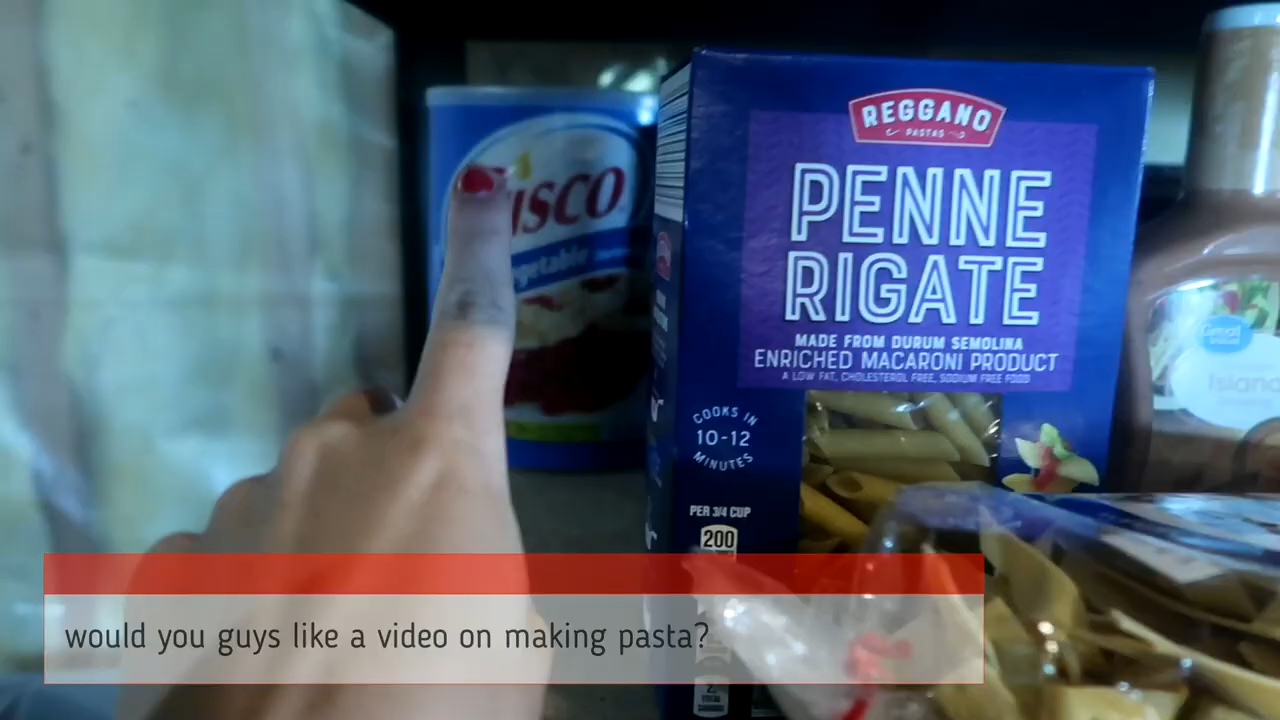 REGGANO
PASTAS
PENNE
RIGATE
MADE FROM DURUM SEMOLINA
ENRICHED MACARONI PRODUCT
A LOW FAT, CHOLESTEROL FREE, SODIUM FREE FOOD
COOKS IN
10-12
MINUTES
PER 3/4 CUP
200
would you guys like a video on making pasta?